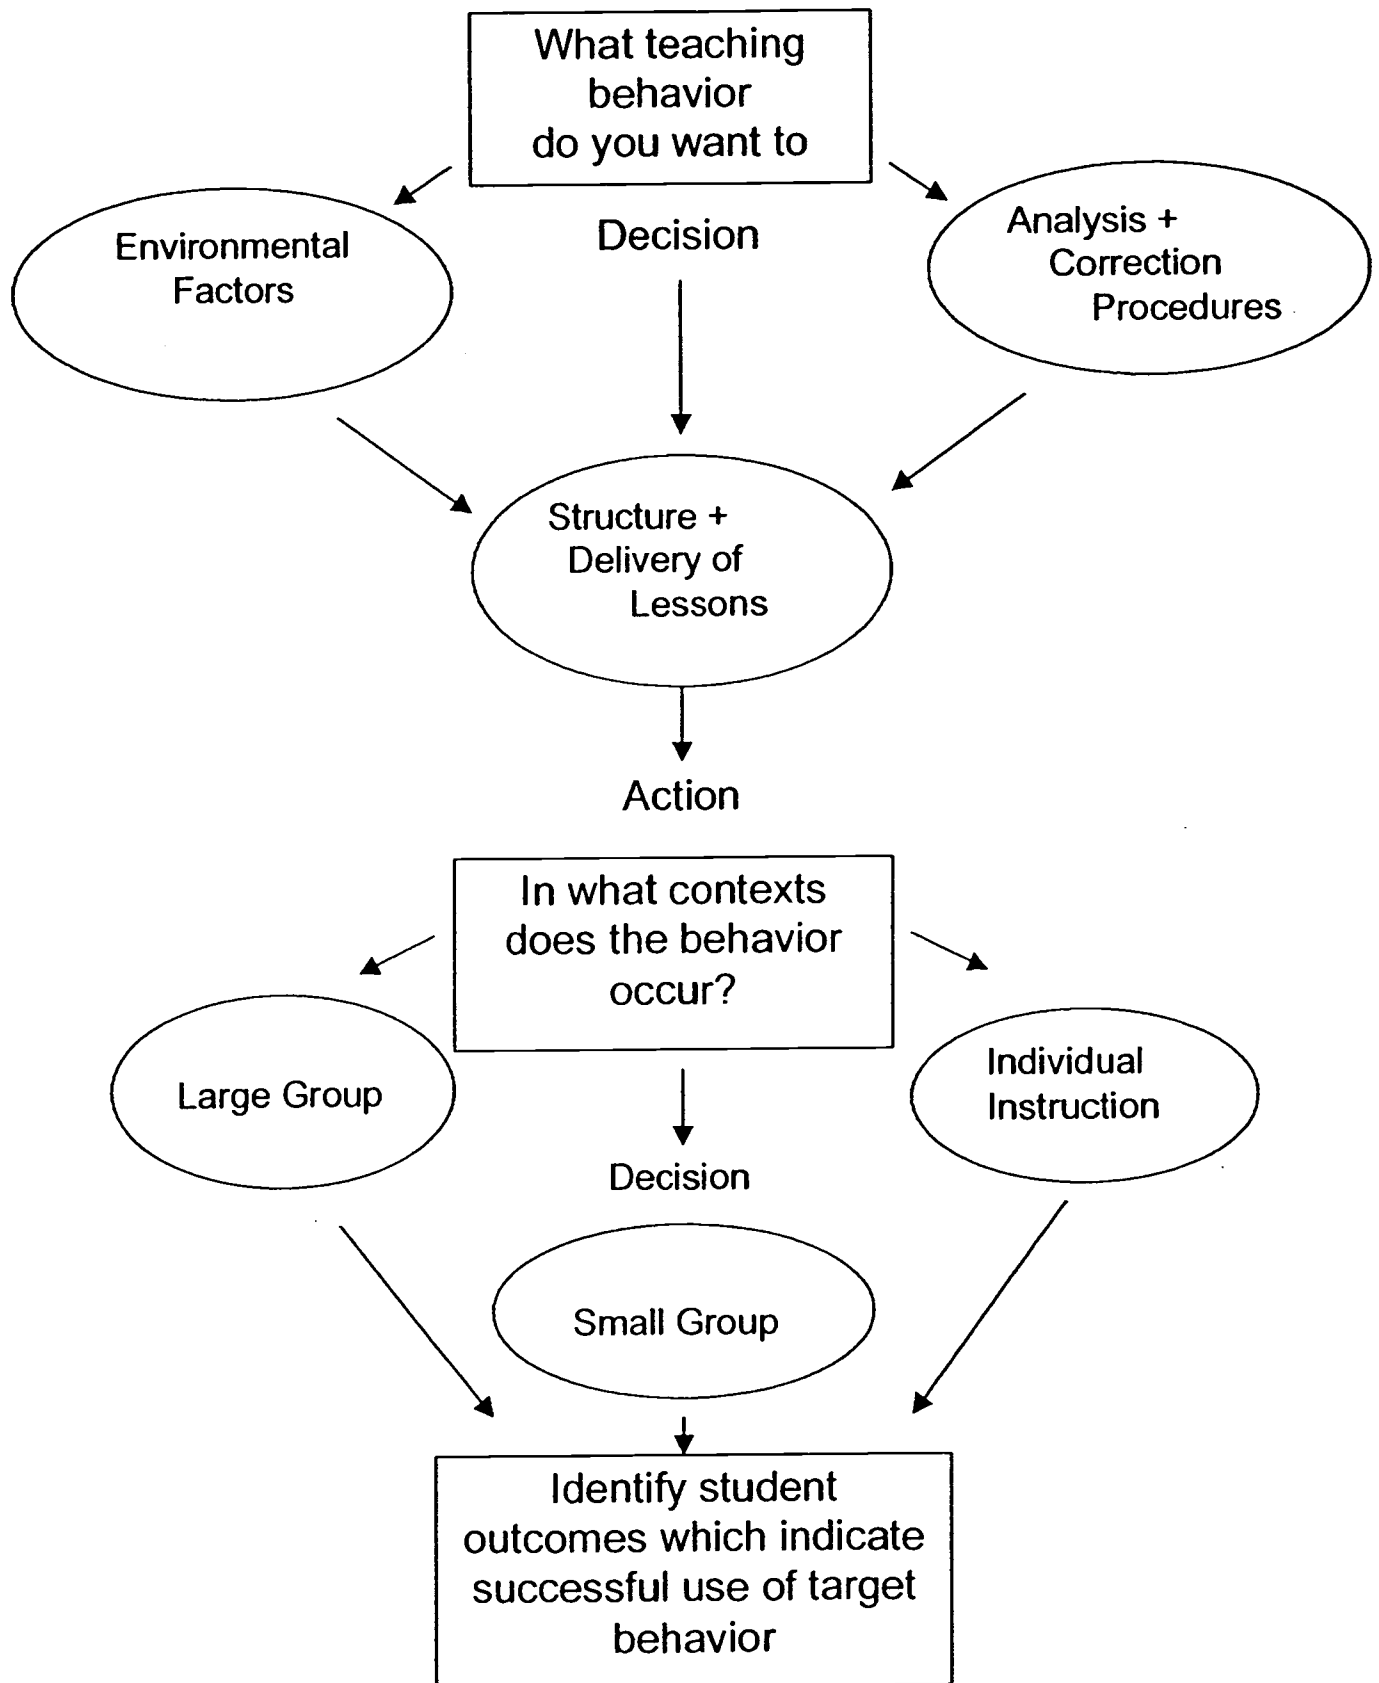 What teaching
behavior
do you want to
Environmental
Factors
Decision
Analysis +
Correction
Procedures
Structure +
Delivery of
Lessons
Action
In what contexts
does the behavior
occur?
Large Group
Decision
Individual
Instruction
Small Group
Identify student
outcomes which indicate
successful use of target
behavior